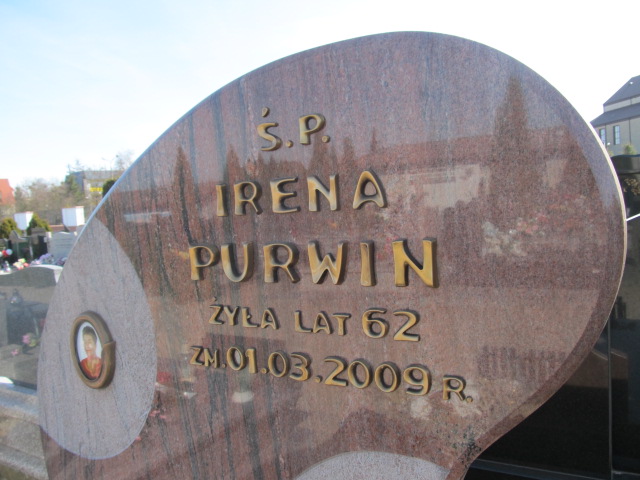 Ś.P.
IRENA
PURWIN
ŻYŁA LAT 62
ZM.01.03.2009 R.